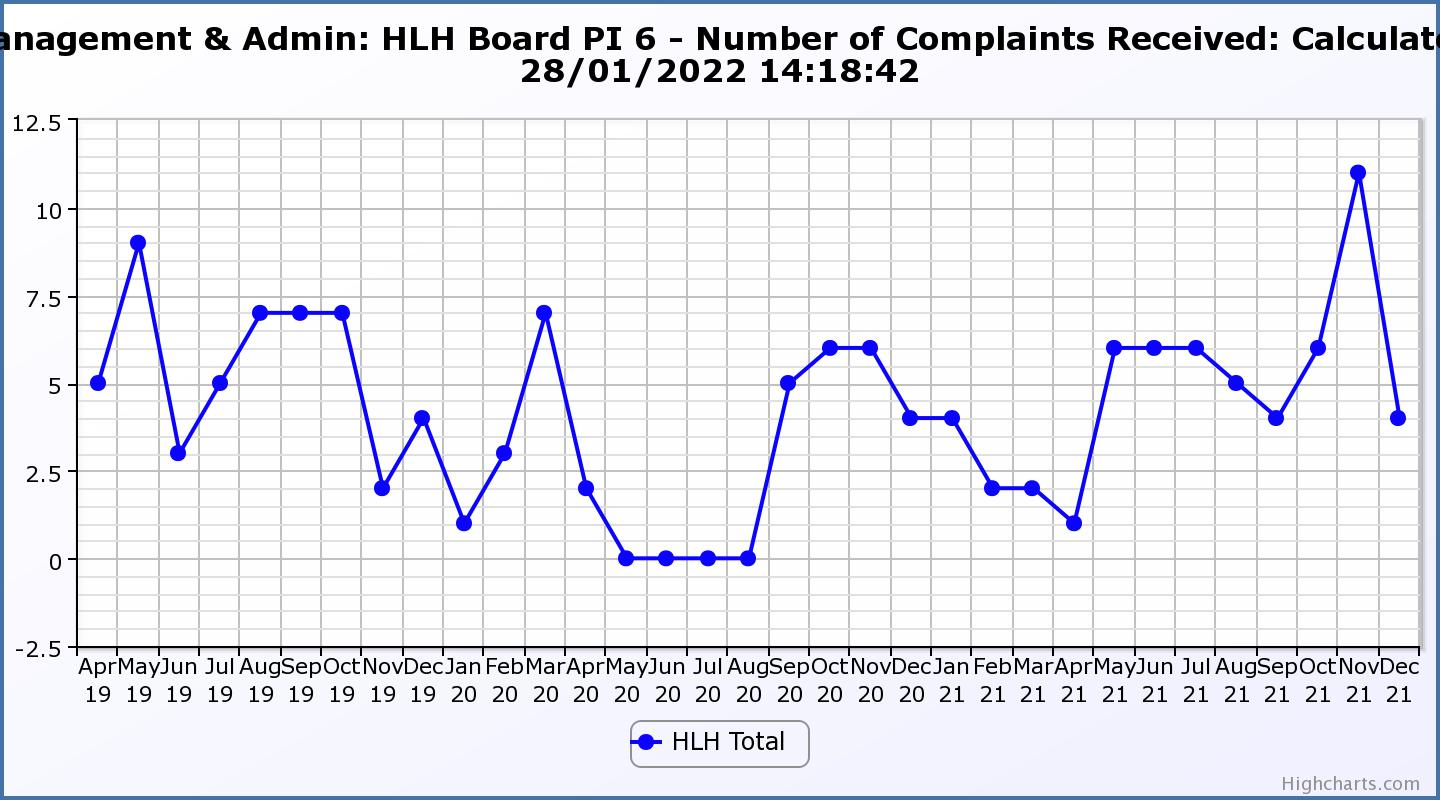 anagement & Admin: HLH Board PI 6 - Number of Complaints Received: Calculate
28/01/2022 14:18:42
12.5
10
7.5
5
2.5
0
-2.5
Apr May Jun Jul Aug Sep Oct Nov Dec Jan Feb Mar Apr May Jun Jul Aug Sep Oct Nov Dec Jan Feb Mar Apr May Jun Jul Aug Sep Oct Nov Dec
19 19 19 19 19 19 19 19 19 20 20 20 20 20 20 20 20 20 20 20 20 21 21 21 21 21 21 21 21 21 21 21 21
HLH Total
Highcharts.com